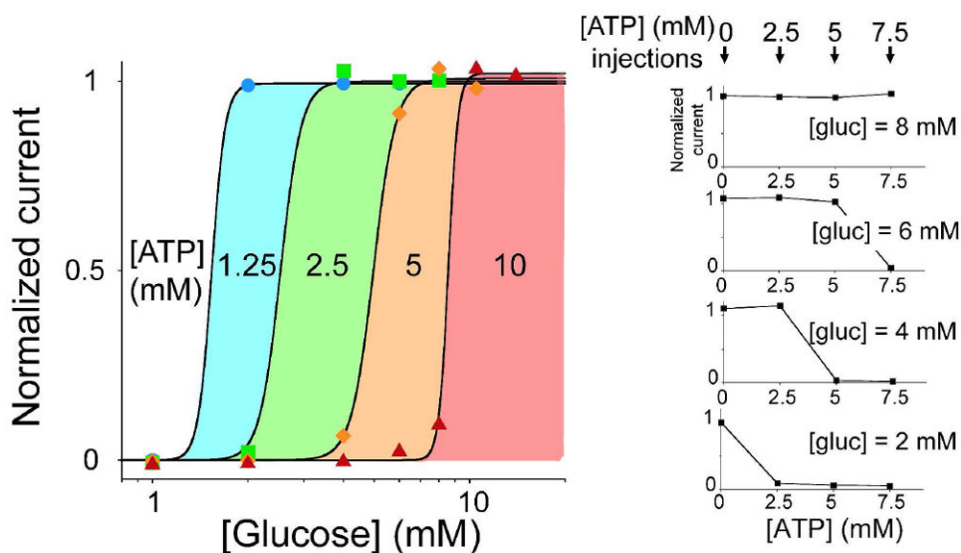 Normalized current
1
0.5
0
[ATP]
(mM)
1.25
2.5
5
10
1
10
[Glucose] (mM)
[ATP] (mM)
injections
0
2.5
5
7.5
Normalized
current
1
0
[gluc] = 8 mM
0
2.5
5
7.5
1
0
[gluc] = 6 mM
0
2.5
5
7.5
1
0
[gluc] = 4 mM
0
2.5
5
7.5
1
0
[gluc] = 2 mM
0
2.5
5
7.5
[ATP] (mM)